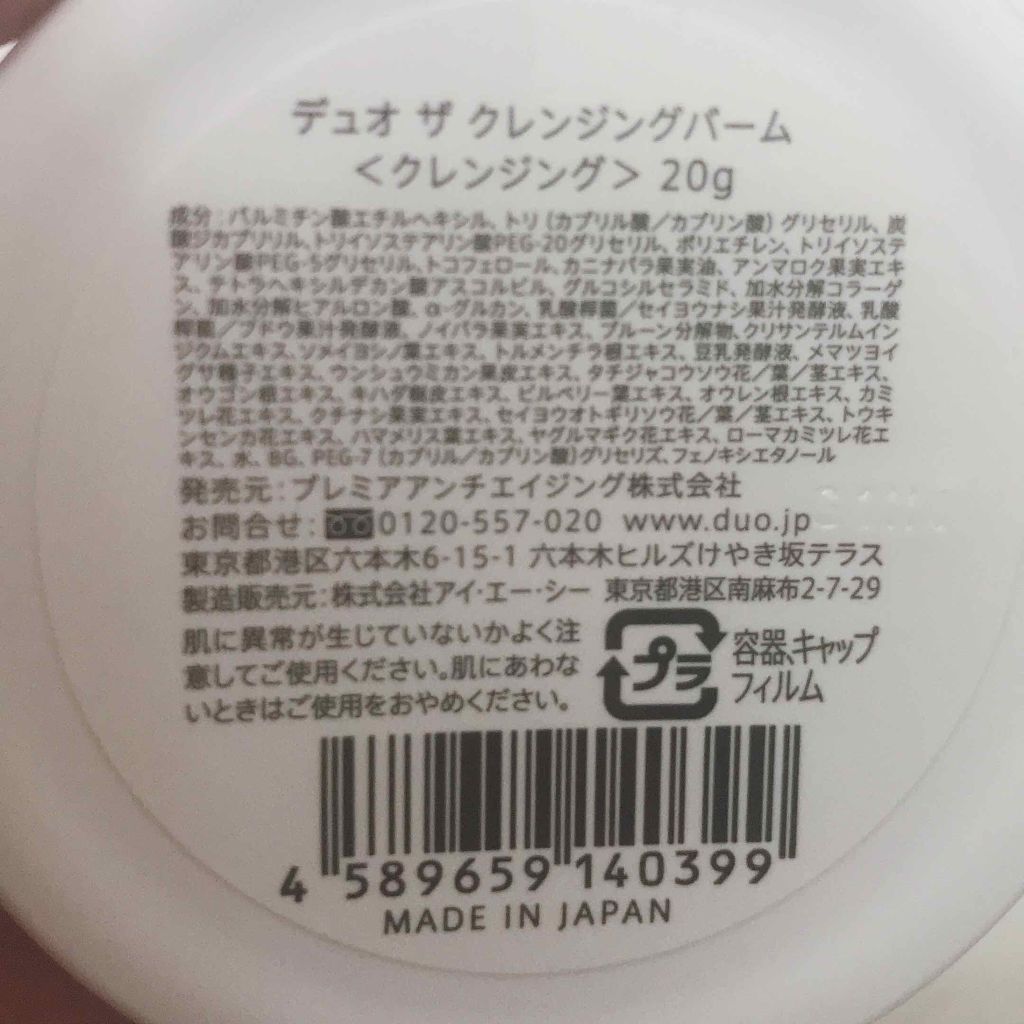 デュオ ザ クレンジングバーム
＜クレンジング＞ 20g
成分：パルミチン酸エチルヘキシル、トリ（カプリル酸／カプリン酸）グリセリル、炭
酸ジカプリリル、トリイソステアリン酸PEG-20グリセリル、ポリエチレン、トリイソステ
アリン酸PEG-5グリセリル、トコフェロール、カニナバラ果実油、アンマロク果実エキ
ス、テトラヘキシルデカン酸アスコルビル、グルコシルセラミド、加水分解コラーゲ
ン、加水分解ヒアルロン酸、α-グルカン、乳酸桿菌／セイヨウナシ果汁発酵液、乳酸
桿菌／ブドウ果汁発酵液、ノイバラ果実エキス、プルーン分解物、クリサンテルムイン
ジクムエキス、ソメイヨシノ葉エキス、トルメンチラ根エキス、豆乳発酵液、メマツヨイ
グサ種子エキス、ウンシュウミカン果皮エキス、タチジャコウソウ花／葉／茎エキス、
オウゴン根エキス、キハダ樹皮エキス、ビルベリー葉エキス、オウレン根エキス、カミ
ツレ花エキス、クチナシ果実エキス、セイヨウオトギリソウ花／葉／茎エキス、トウキ
ンセンカ花エキス、ハマメリス葉エキス、ヤグルマギク花エキス、ローマカミツレ花エ
キス、水、BG、PEG-7（カプリル／カプリン酸）グリセリズ、フェノキシエタノール
発売元：プレミアアンチエイジング株式会社
お問合せ：0120-557-020 www.duo.jp
東京都港区六本木6-15-1 六本木ヒルズけやき坂テラス
製造販売元：株式会社アイ・エー・シー 東京都港区南麻布2-7-29
肌に異常が生じていないかよく注
意してご使用ください。肌にあわな
いときはご使用をおやめください。
プラ
容器、キャップ
フィルム
4 589659 140399
MADE IN JAPAN